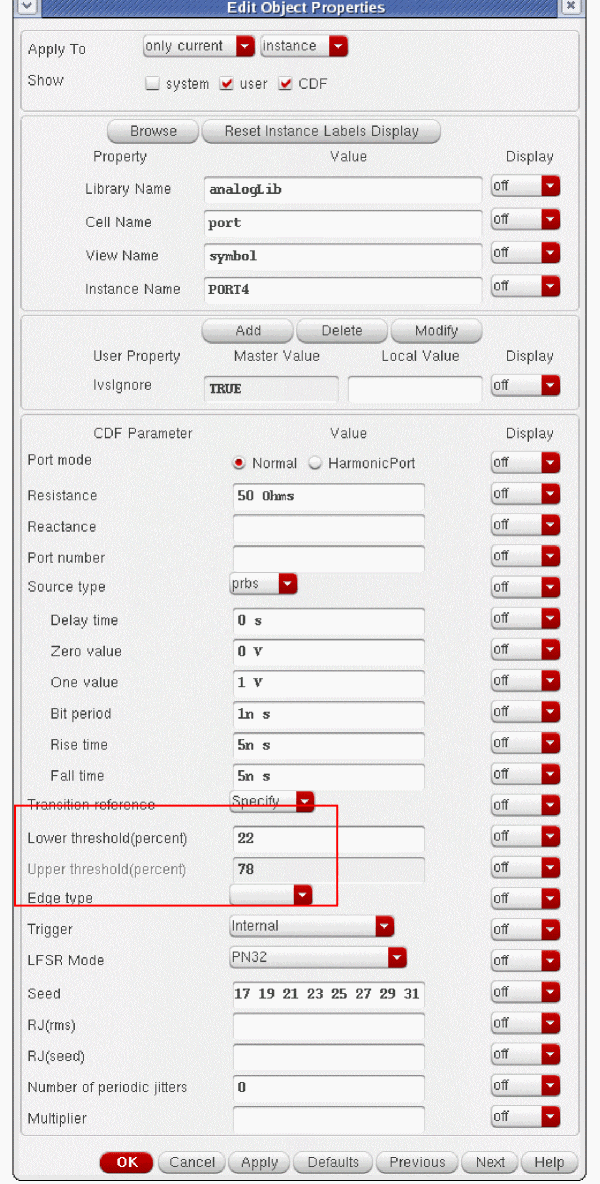 Edit Object Properties
Apply To only current instance
Show system user CDF
Browse Reset Instance Labels Display
Property Value Display
Library Name analogLib off
Cell Name port off
View Name symbol off
Instance Name PORT4 off
Add Delete Modify
User Property Master Value Local Value Display
lvsIgnore TRUE off
CDF Parameter Value Display
Port mode Normal HarmonicPort off
Resistance 50 Ohms off
Reactance off
Port number off
Source type prbs off
Delay time 0 s off
Zero value 0 V off
One value 1 V off
Bit period 1n s off
Rise time 5n s off
Fall time 5n s off
Transition reference Specify off
Lower threshold(percent) 22 off
Upper threshold(percent) 78 off
Edge type off
Trigger Internal off
LFSR Mode PN32 off
Seed 17 19 21 23 25 27 29 31 off
RJ(rms) off
RJ(seed) off
Number of periodic jitters 0 off
Multiplier off
OK Cancel Apply Defaults Previous Next Help